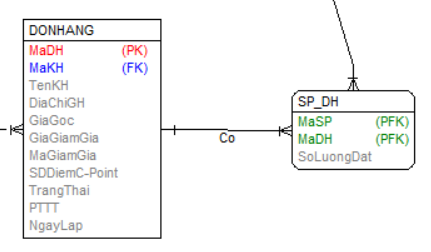 DONHANG
MaDH (PK)
MaKH (FK)
TenKH
DiaChiGH
GiaGoc
GiaGiamGia
MaGiamGia
SDDiemC-Point
TrangThai
PTTT
NgayLap
Co
SP_DH
MaSP (PFK)
MaDH (PFK)
SoLuongDat